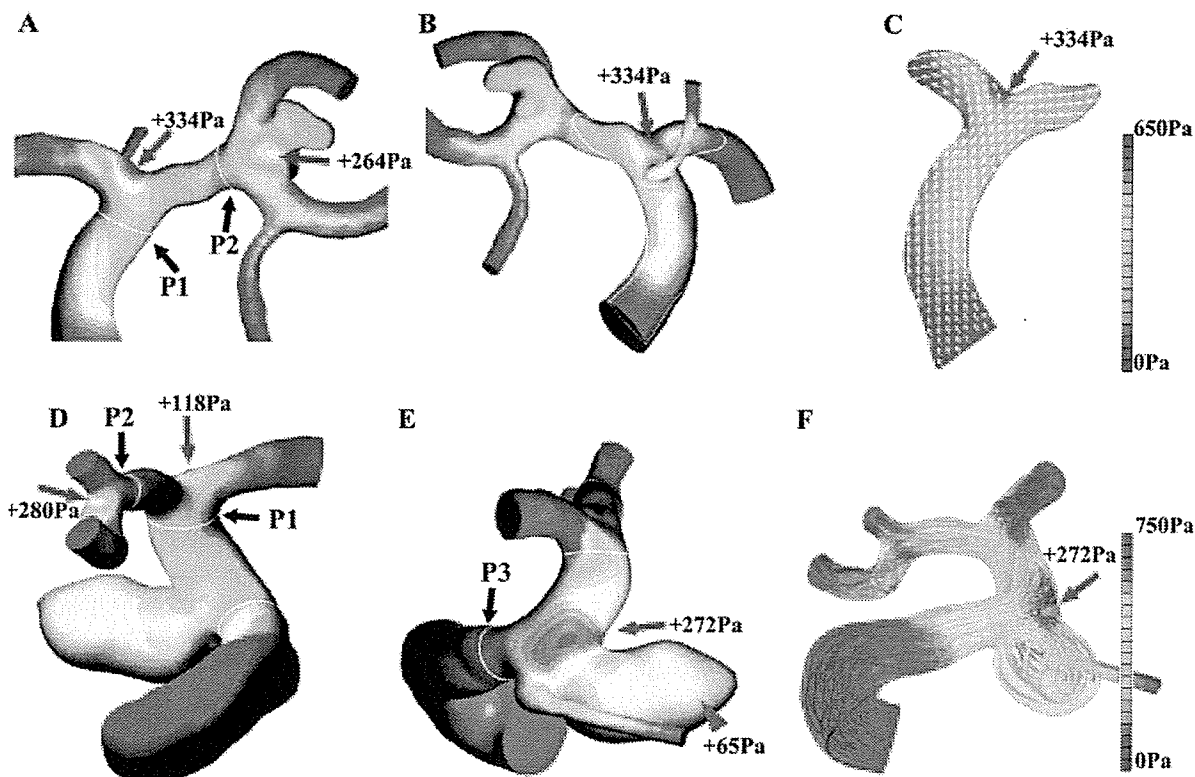 A
B
C
+334Pa
+334Pa
+334Pa
+264Pa
P2
P1
650Pa
0Pa
D
P2
+118Pa
E
F
+280Pa
P1
P3
+272Pa
+65Pa
750Pa
+272Pa
0Pa